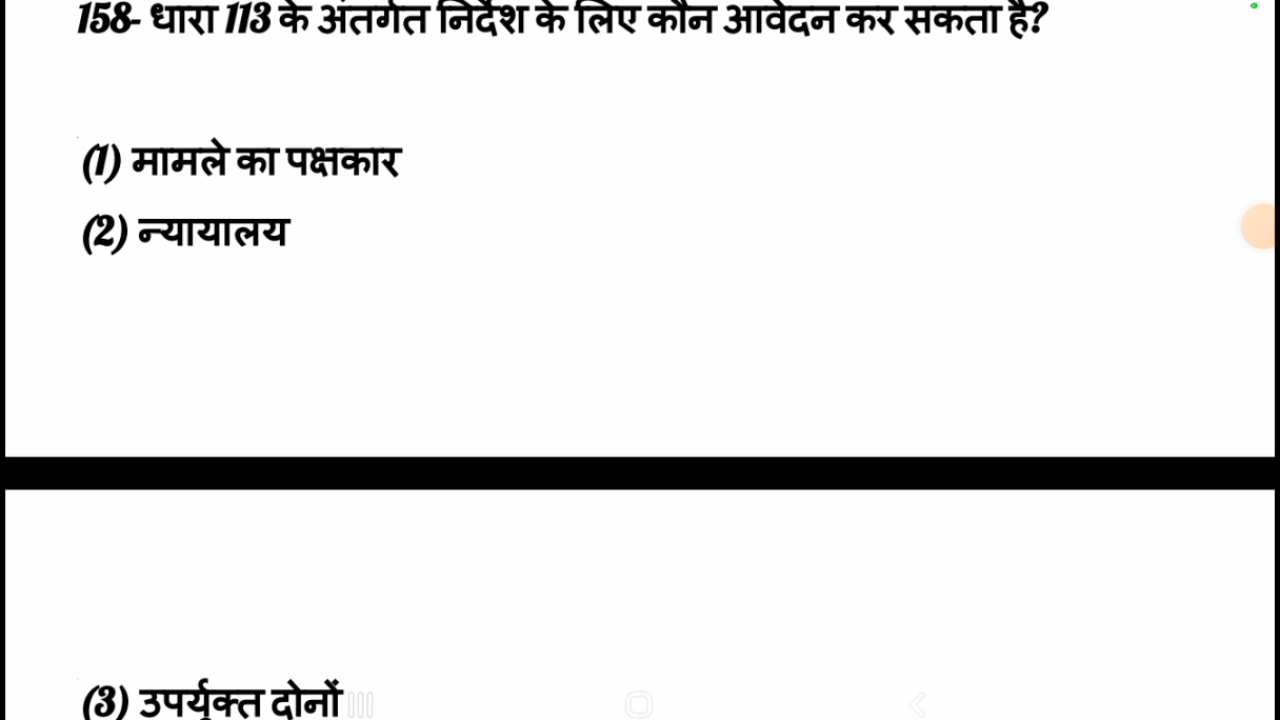 158- धारा 113 के अंतर्गत निर्देश के लिए कौन आवेदन कर सकता है?
(1) मामले का पक्षकार
(2) न्यायालय
(3) उपर्युक्त दोनों